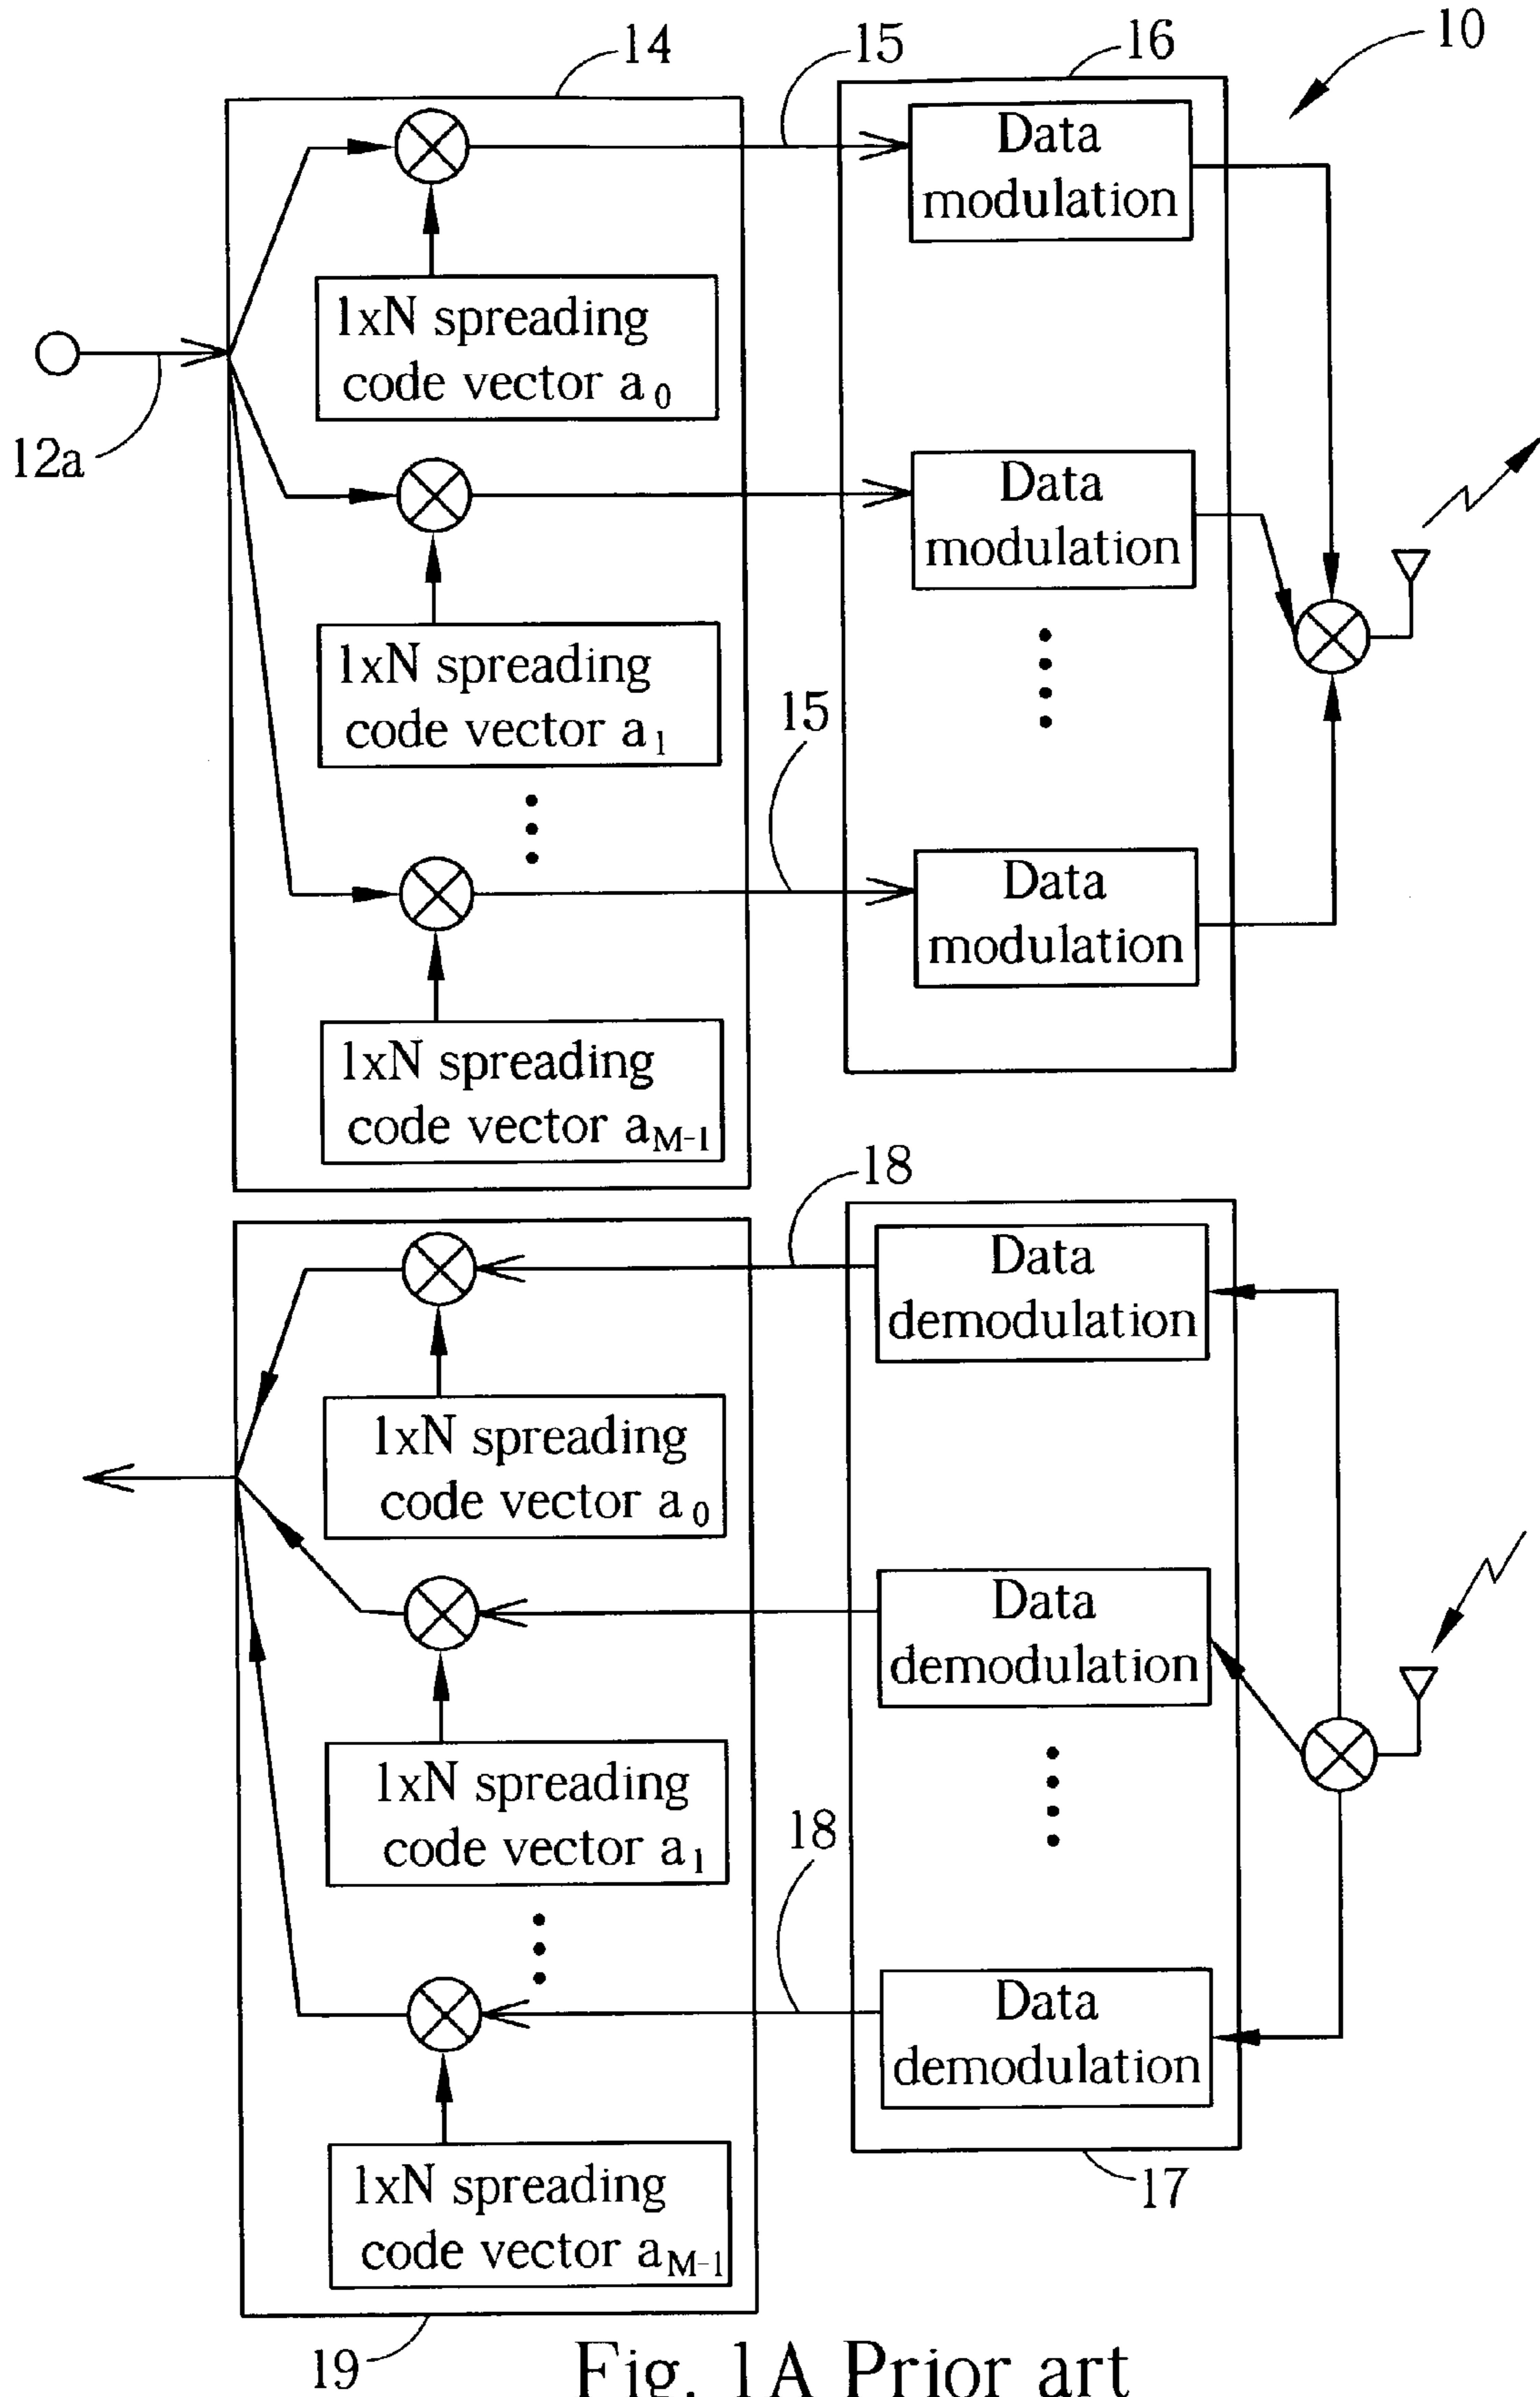 14
15
16
10
Data
modulation
1xN spreading
code vector a0
12a
Data
modulation
1xN spreading
code vector a1
15
Data
modulation
1xN spreading
code vector aM-1
18
Data
demodulation
1xN spreading
code vector a0
Data
demodulation
1xN spreading
code vector a1
18
Data
demodulation
1xN spreading
code vector aM-1
17
19
Fig. 1A Prior art